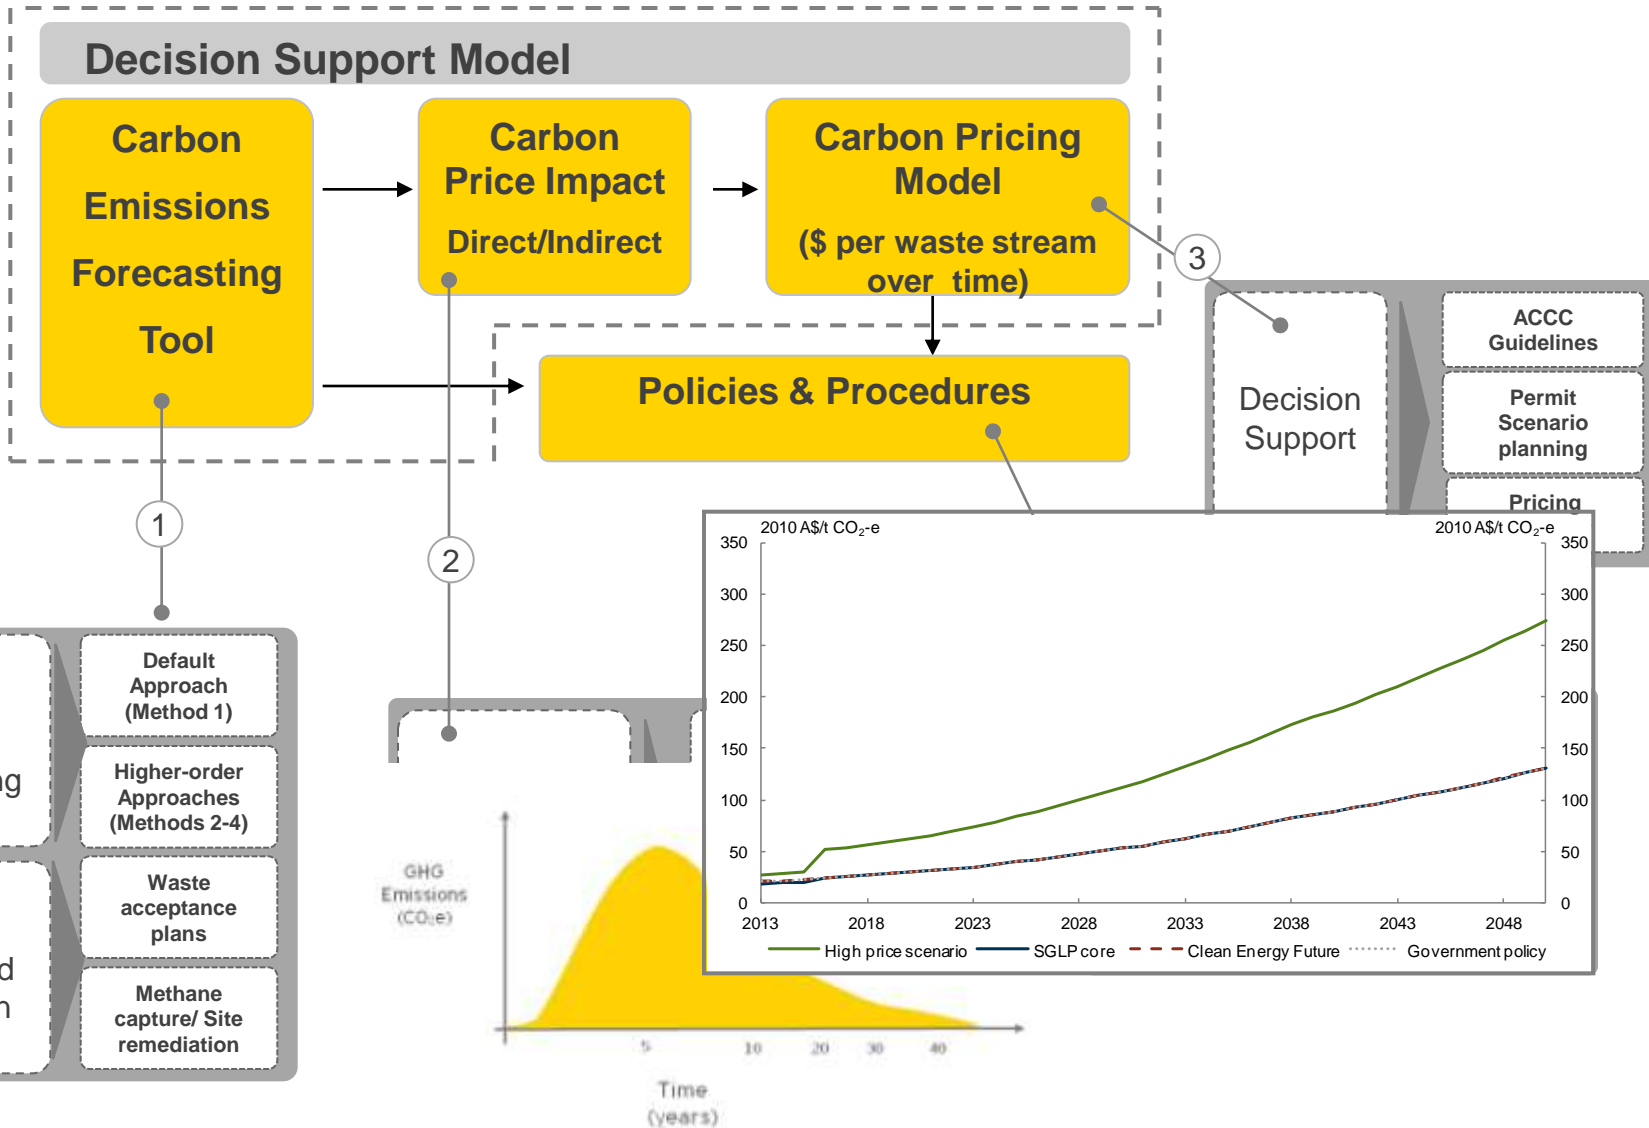 Decision Support Model
Carbon
Emissions
Forecasting
Tool
Carbon
Price Impact
Direct/Indirect
Carbon Pricing
Model
($ per waste stream
over time)
Policies & Procedures
1
2
3
Decision
Support
ACCC
Guidelines
Permit
Scenario
planning
Pricing
Default
Approach
(Method 1)
Higher-order
Approaches
(Methods 2-4)
Waste
acceptance
plans
Methane
capture/ Site
remediation
GHG
Emissions
(CO₂e)
5 10 20 30 40
Time
(years)
2010 A$/t CO₂-e 2010 A$/t CO₂-e
350 350
300 300
250 250
200 200
150 150
100 100
50 50
0 0
2013 2018 2023 2028 2033 2038 2043 2048
High price scenario SGLP core Clean Energy Future Government policy